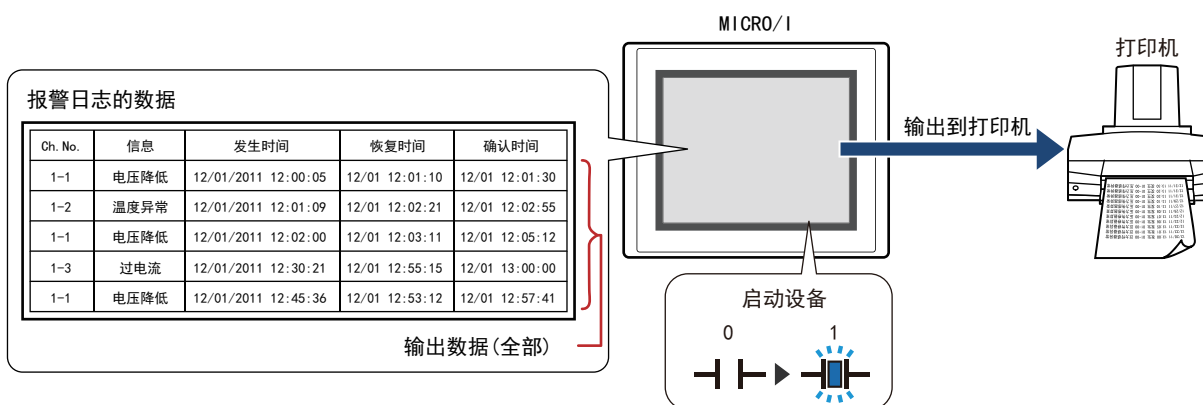 MICRO/I
打印机
报警日志的数据
Ch. No. 信息 发生时间 恢复时间 确认时间
1-1 电压降低 12/01/2011 12:00:05 12/01 12:01:10 12/01 12:01:30
1-2 温度异常 12/01/2011 12:01:09 12/01 12:02:21 12/01 12:02:55
1-1 电压降低 12/01/2011 12:02:00 12/01 12:03:11 12/01 12:05:12
1-3 过电流 12/01/2011 12:30:21 12/01 12:55:15 12/01 13:00:00
1-1 电压降低 12/01/2011 12:45:36 12/01 12:53:12 12/01 12:57:41
输出数据(全部)
输出到打印机
启动设备
0 1